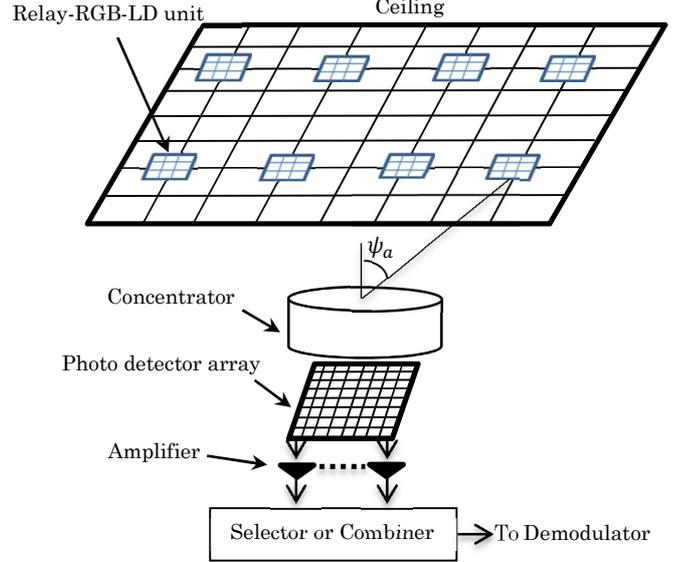 Ceiling
Relay-RGB-LD unit
ψa
Concentrator
Photo detector array
Amplifier
Selector or Combiner
To Demodulator